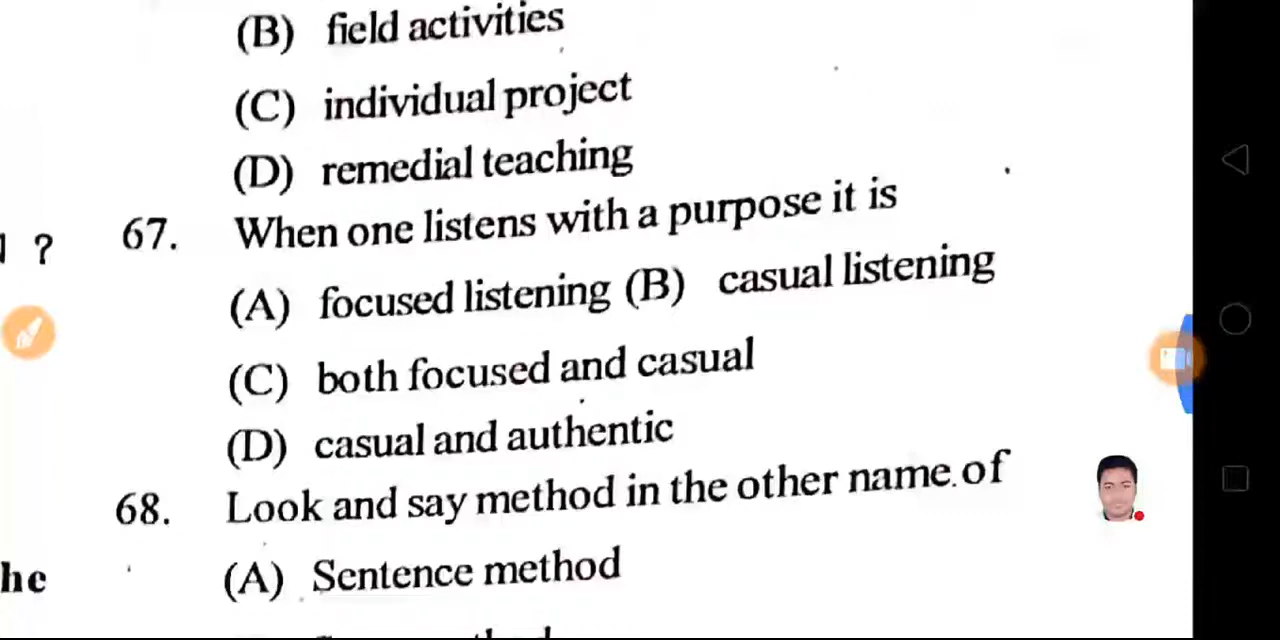 (B) field activities
(C) individual project
(D) remedial teaching
67. When one listens with a purpose it is
?
(A) focused listening (B) casual listening
(C) both focused and casual
(D) casual and authentic
68. Look and say method in the other name of
he
(A) Sentence method